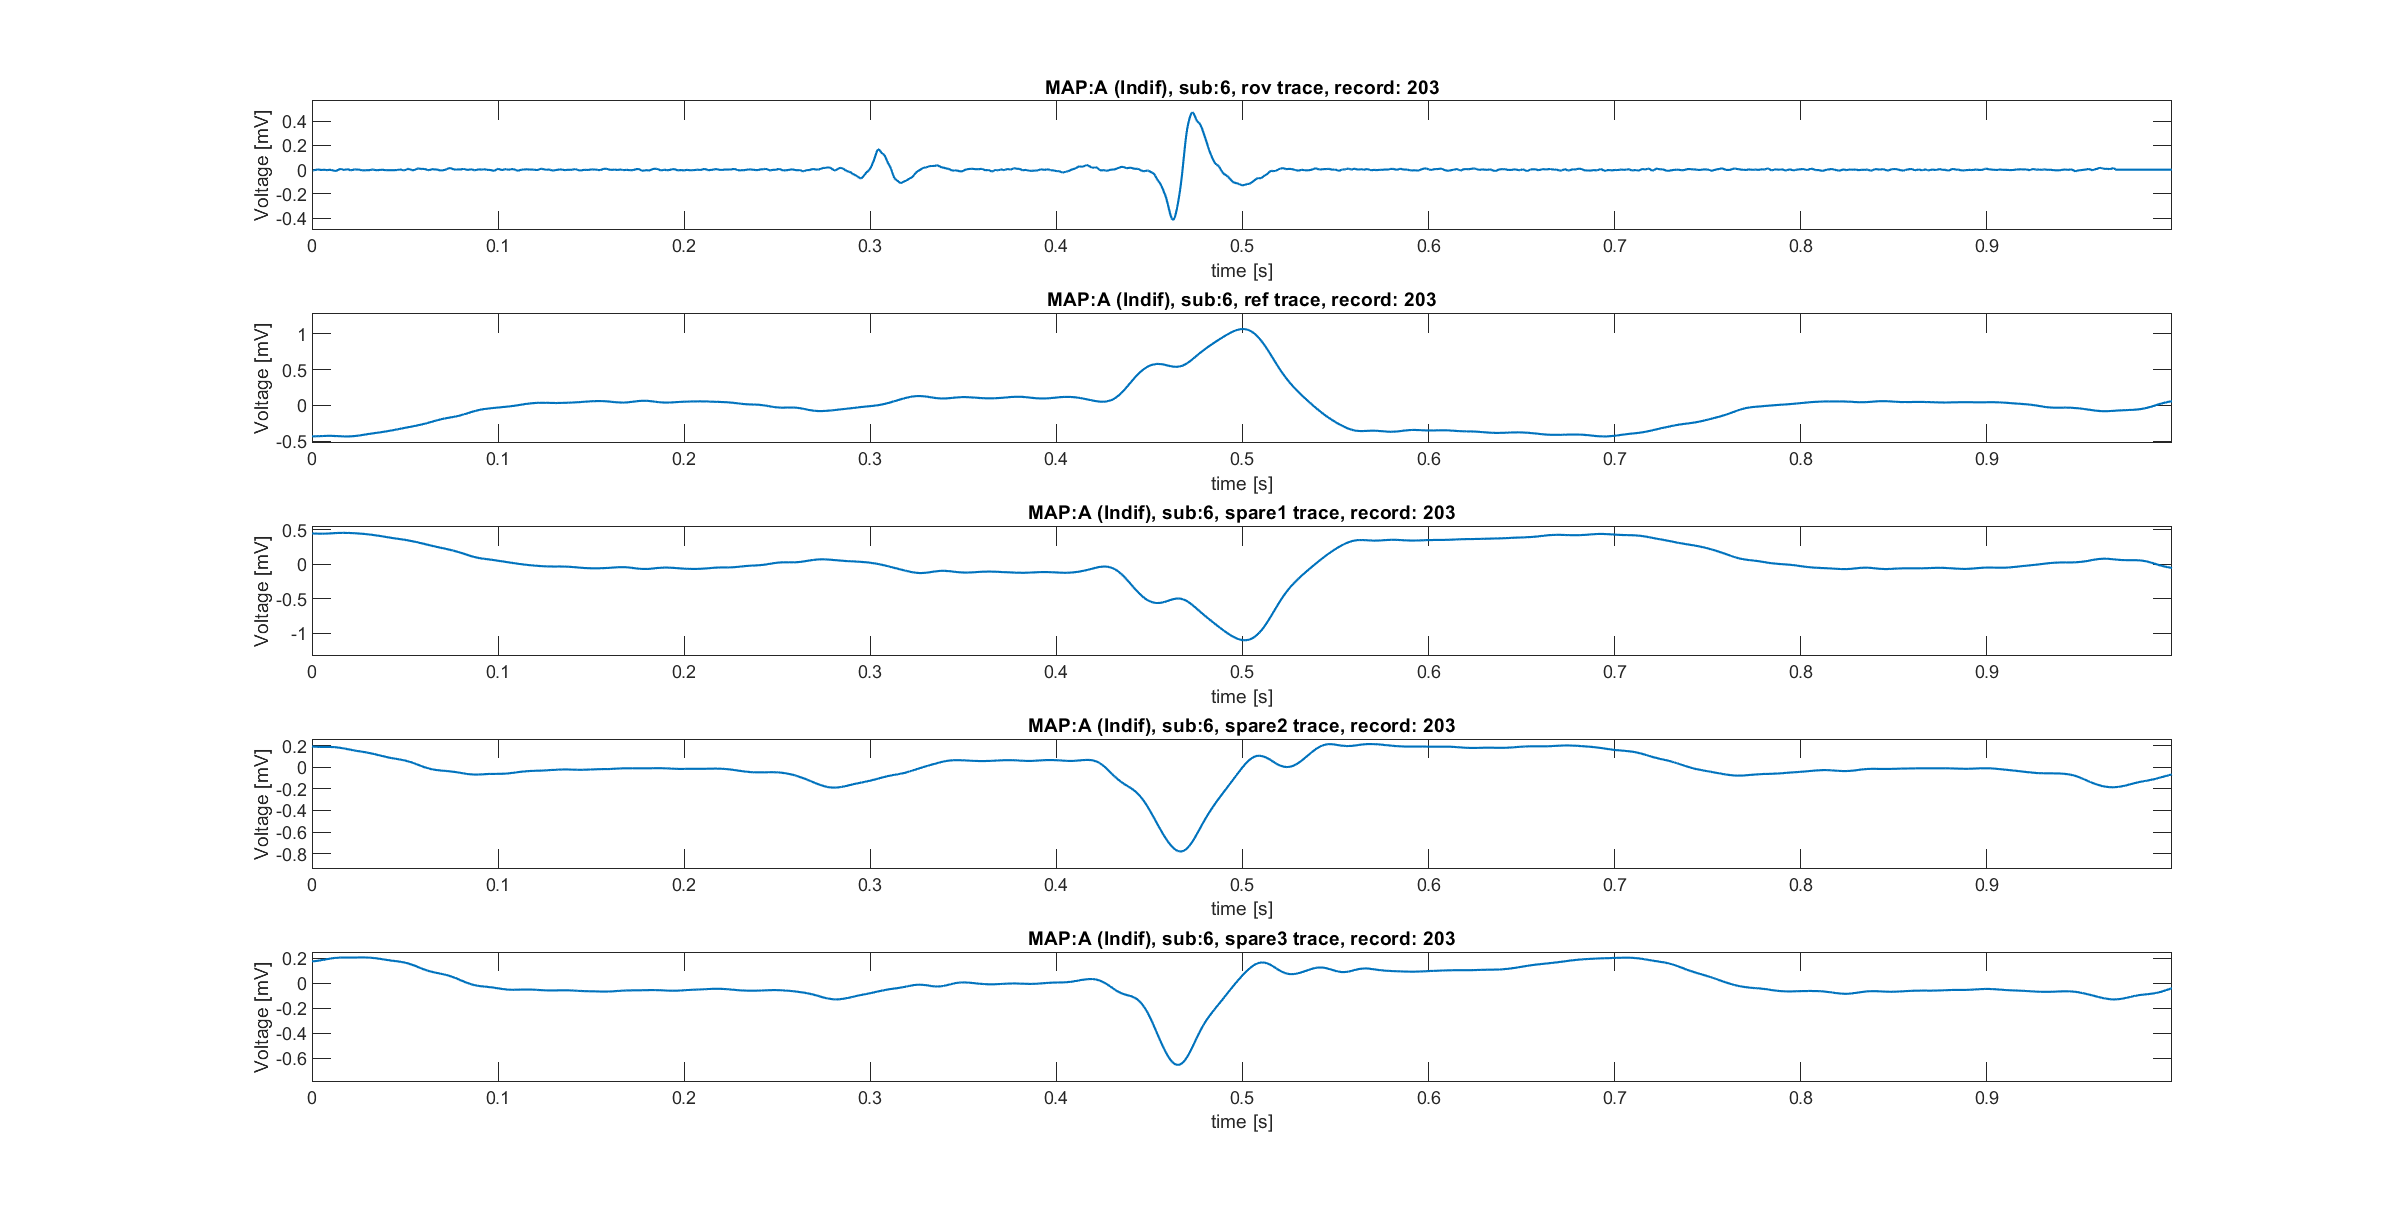 MAP:A (Indif), sub:6, rov trace, record: 203
Voltage [mV]
0.4
0.2
0
-0.2
-0.4
0 0.1 0.2 0.3 0.4 0.5 0.6 0.7 0.8 0.9
time [s]
MAP:A (Indif), sub:6, ref trace, record: 203
Voltage [mV]
1
0.5
0
-0.5
0 0.1 0.2 0.3 0.4 0.5 0.6 0.7 0.8 0.9
time [s]
MAP:A (Indif), sub:6, spare1 trace, record: 203
Voltage [mV]
0.5
0
-0.5
-1
0 0.1 0.2 0.3 0.4 0.5 0.6 0.7 0.8 0.9
time [s]
MAP:A (Indif), sub:6, spare2 trace, record: 203
Voltage [mV]
0.2
0
-0.2
-0.4
-0.6
-0.8
0 0.1 0.2 0.3 0.4 0.5 0.6 0.7 0.8 0.9
time [s]
MAP:A (Indif), sub:6, spare3 trace, record: 203
Voltage [mV]
0.2
0
-0.2
-0.4
-0.6
0 0.1 0.2 0.3 0.4 0.5 0.6 0.7 0.8 0.9
time [s]